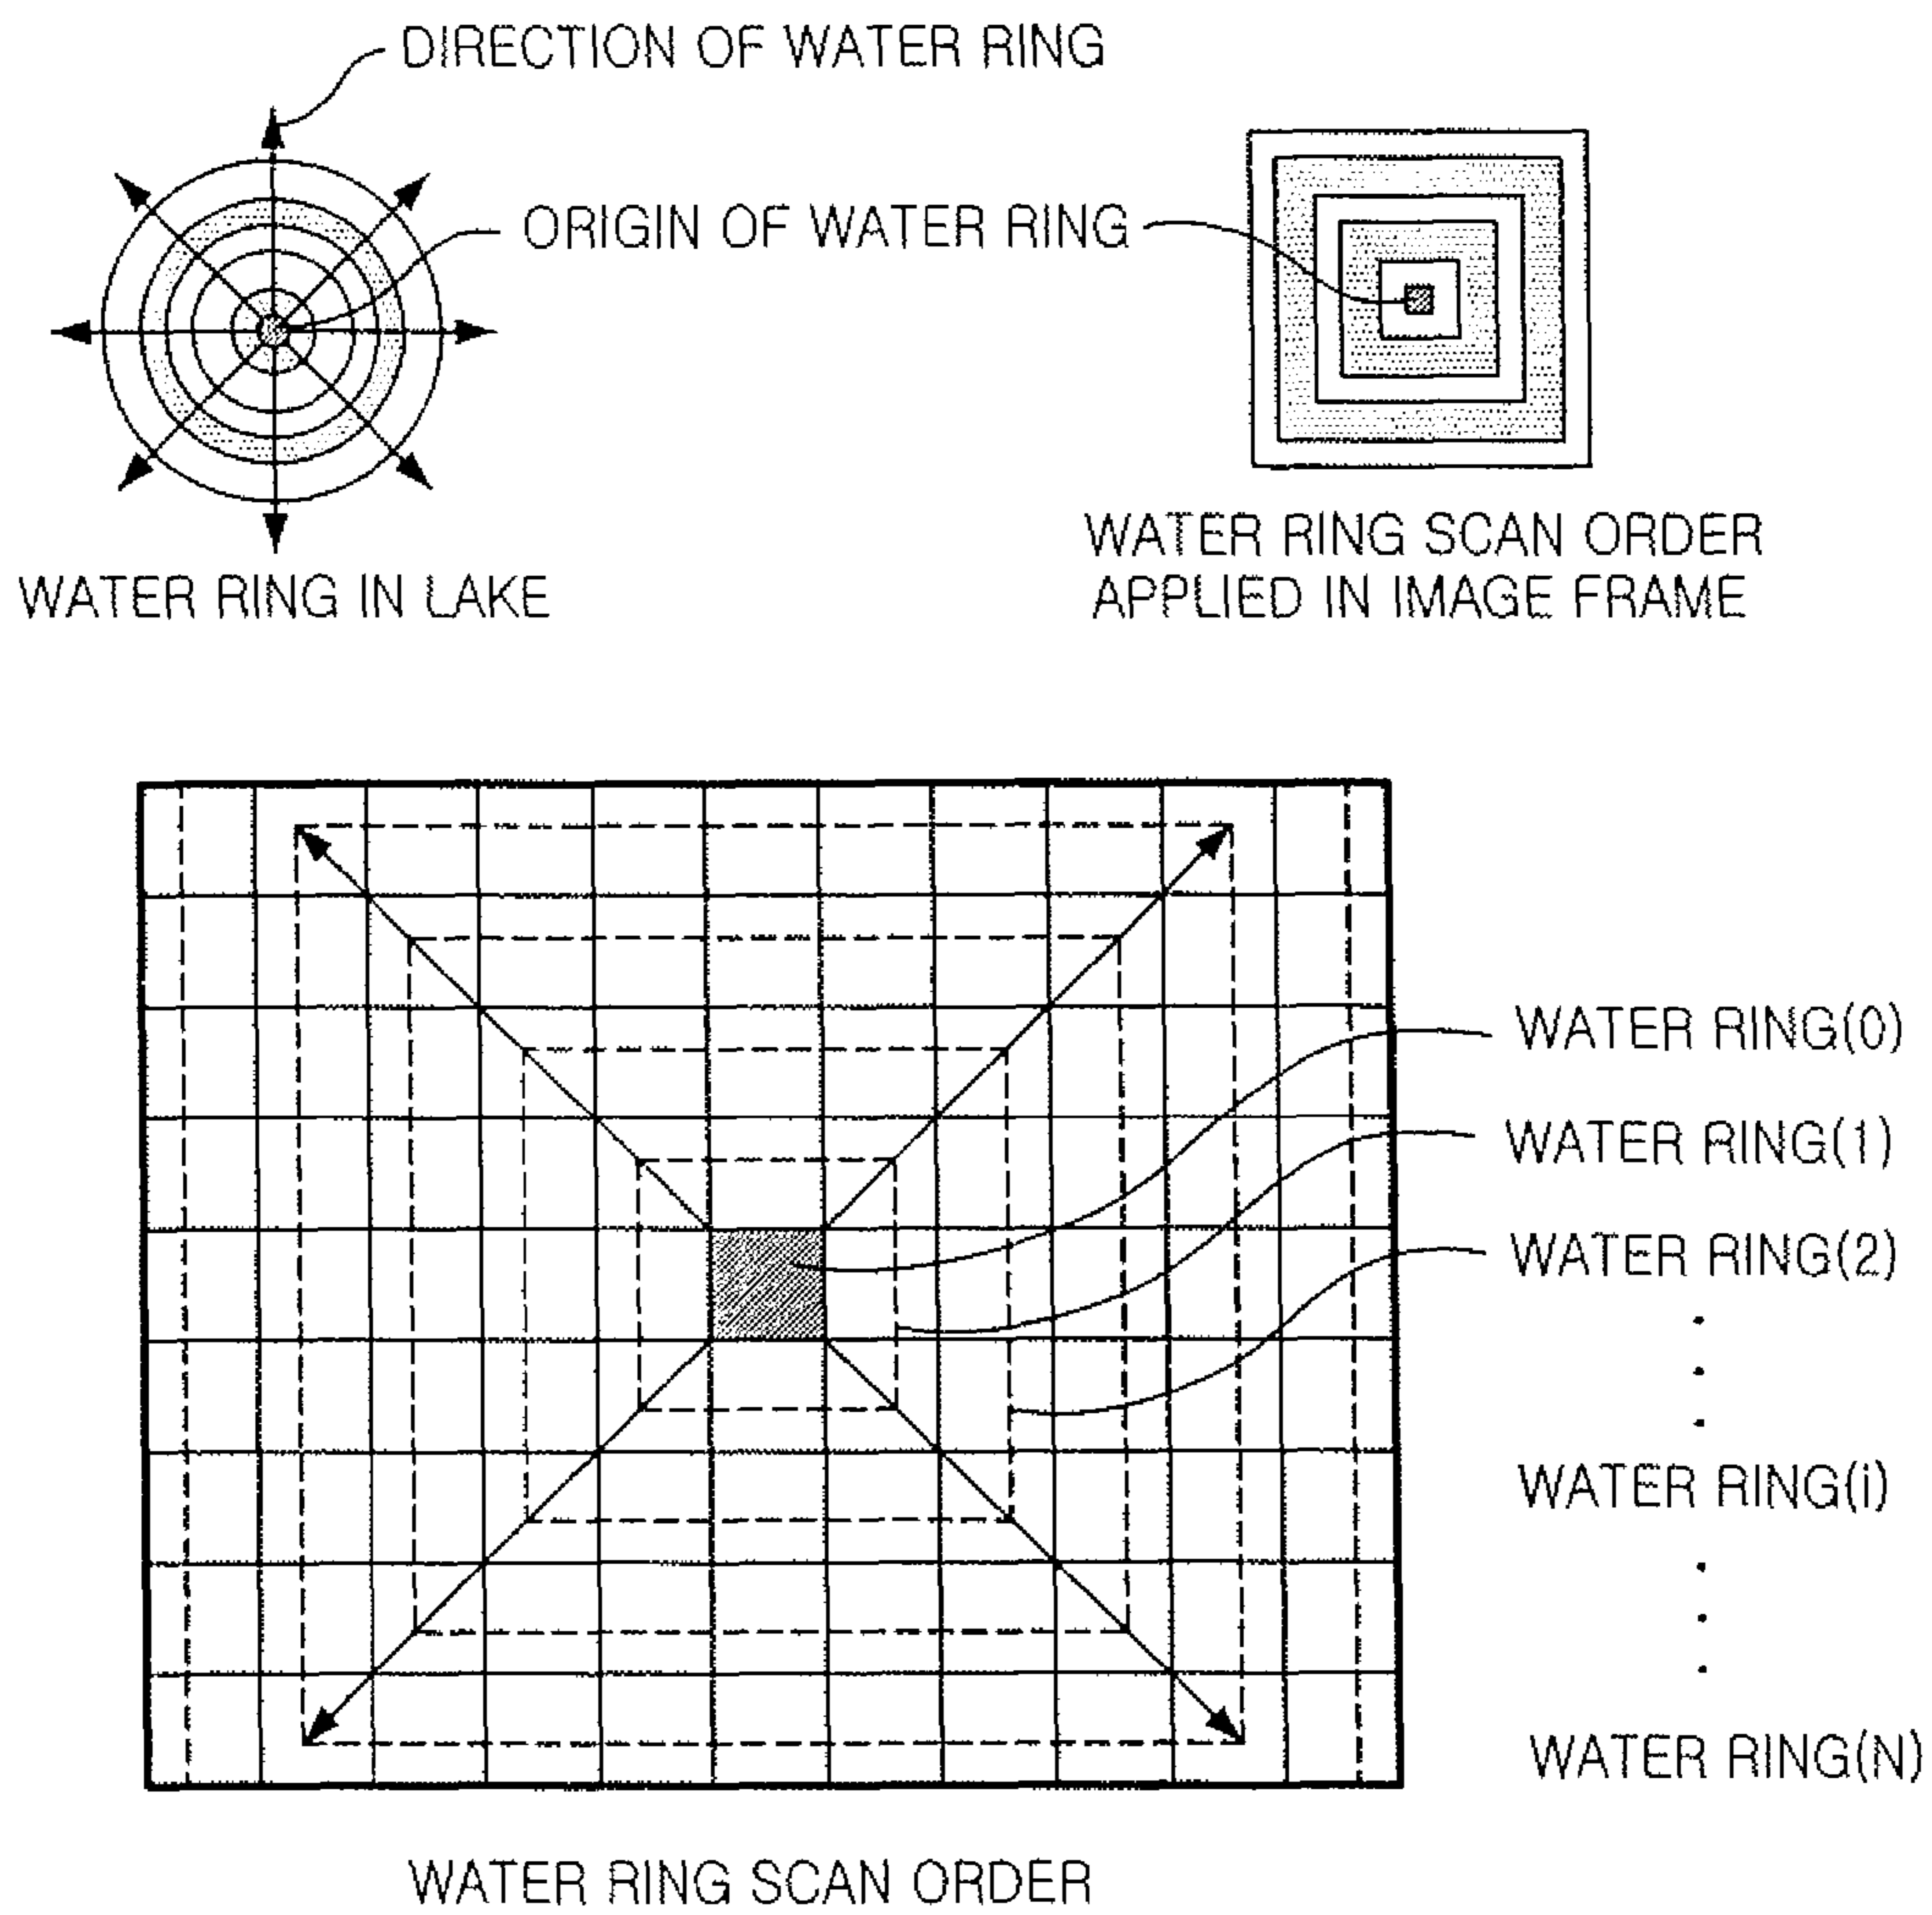 DIRECTION OF WATER RING
ORIGIN OF WATER RING
WATER RING IN LAKE
WATER RING SCAN ORDER
APPLIED IN IMAGE FRAME
WATER RING(0)
WATER RING(1)
WATER RING(2)
WATER RING(i)
WATER RING(N)
WATER RING SCAN ORDER